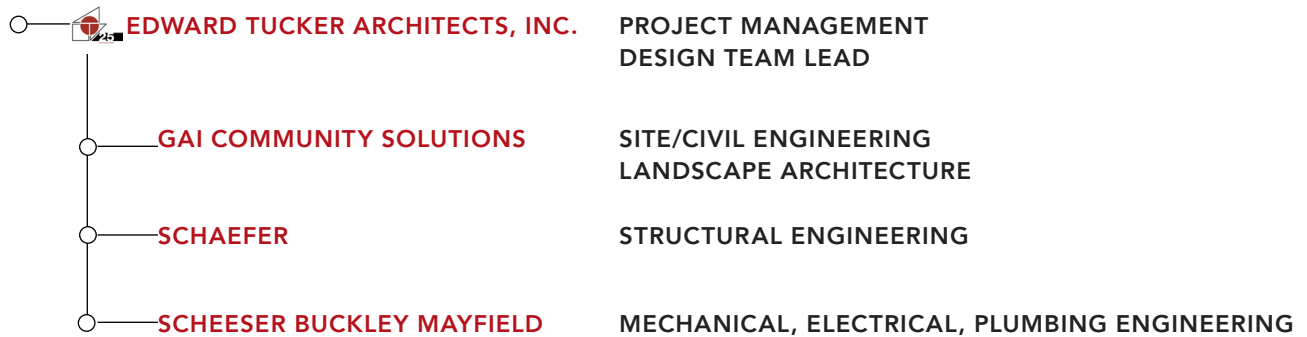 25
EDWARD TUCKER ARCHITECTS, INC.
PROJECT MANAGEMENT
DESIGN TEAM LEAD
GAI COMMUNITY SOLUTIONS
SITE/CIVIL ENGINEERING
LANDSCAPE ARCHITECTURE
SCHAEFER
STRUCTURAL ENGINEERING
SCHEESER BUCKLEY MAYFIELD
MECHANICAL, ELECTRICAL, PLUMBING ENGINEERING